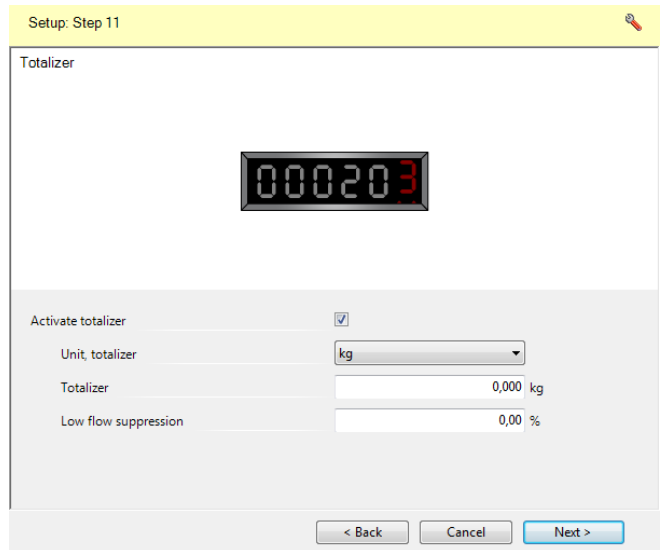 Setup: Step 11
Totalizer
000203
Activate totalizer
Unit, totalizer kg
Totalizer 0,000 kg
Low flow suppression 0,00 %
< Back Cancel Next >